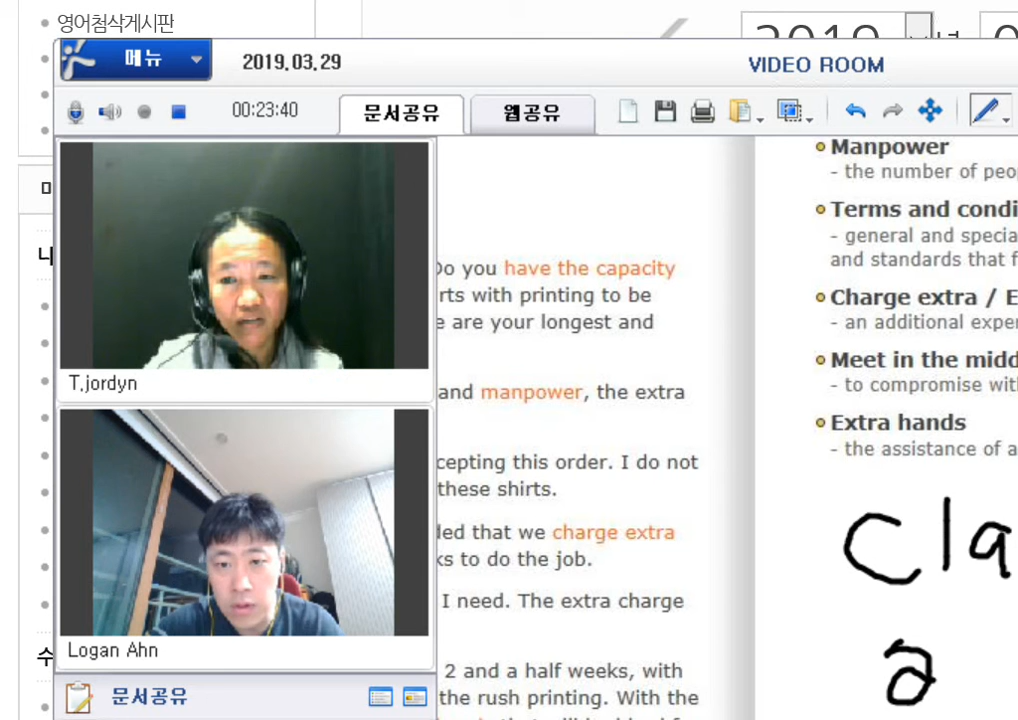 영어첨삭게시판
2019 년
메뉴 2019.03.29 VIDEO ROOM
00:23:40 문서공유 웹공유
T.jordyn
Logan Ahn
문서공유
Do you have the capacity
rts with printing to be
e are your longest and
and manpower, the extra
cepting this order. I do not
these shirts.
ded that we charge extra
ks to do the job.
I need. The extra charge
2 and a half weeks, with
the rush printing. With the
Manpower
- the number of peo
Terms and condi
- general and specia
and standards that f
Charge extra / E
- an additional exper
Meet in the midd
- to compromise wit
Extra hands
- the assistance of a
Cla
a